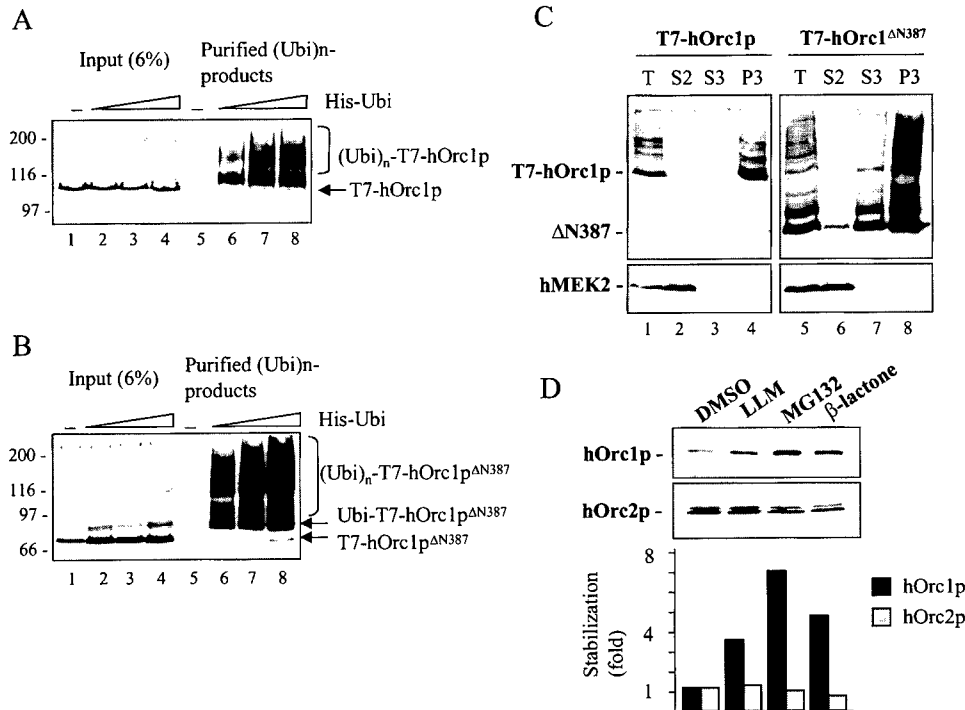 A
Input (6%)
Purified (Ubi)n-
products
His-Ubi
200 -
116 -
97 -
(Ubi)n-T7-hOrc1p
T7-hOrc1p
1 2 3 4 5 6 7 8
B
Input (6%)
Purified (Ubi)n-
products
His-Ubi
200 -
116 -
97 -
66 -
(Ubi)n-T7-hOrc1pΔN387
Ubi-T7-hOrc1pΔN387
T7-hOrc1pΔN387
1 2 3 4 5 6 7 8
C
T7-hOrc1p T7-hOrc1ΔN387
T S2 S3 P3 T S2 S3 P3
T7-hOrc1p -
ΔN387 -
hMEK2 -
1 2 3 4 5 6 7 8
D
DMSO
LLM
MG132
β-lactone
hOrc1p -
hOrc2p -
Stabilization
(fold)
8
4
1
hOrc1p
hOrc2p